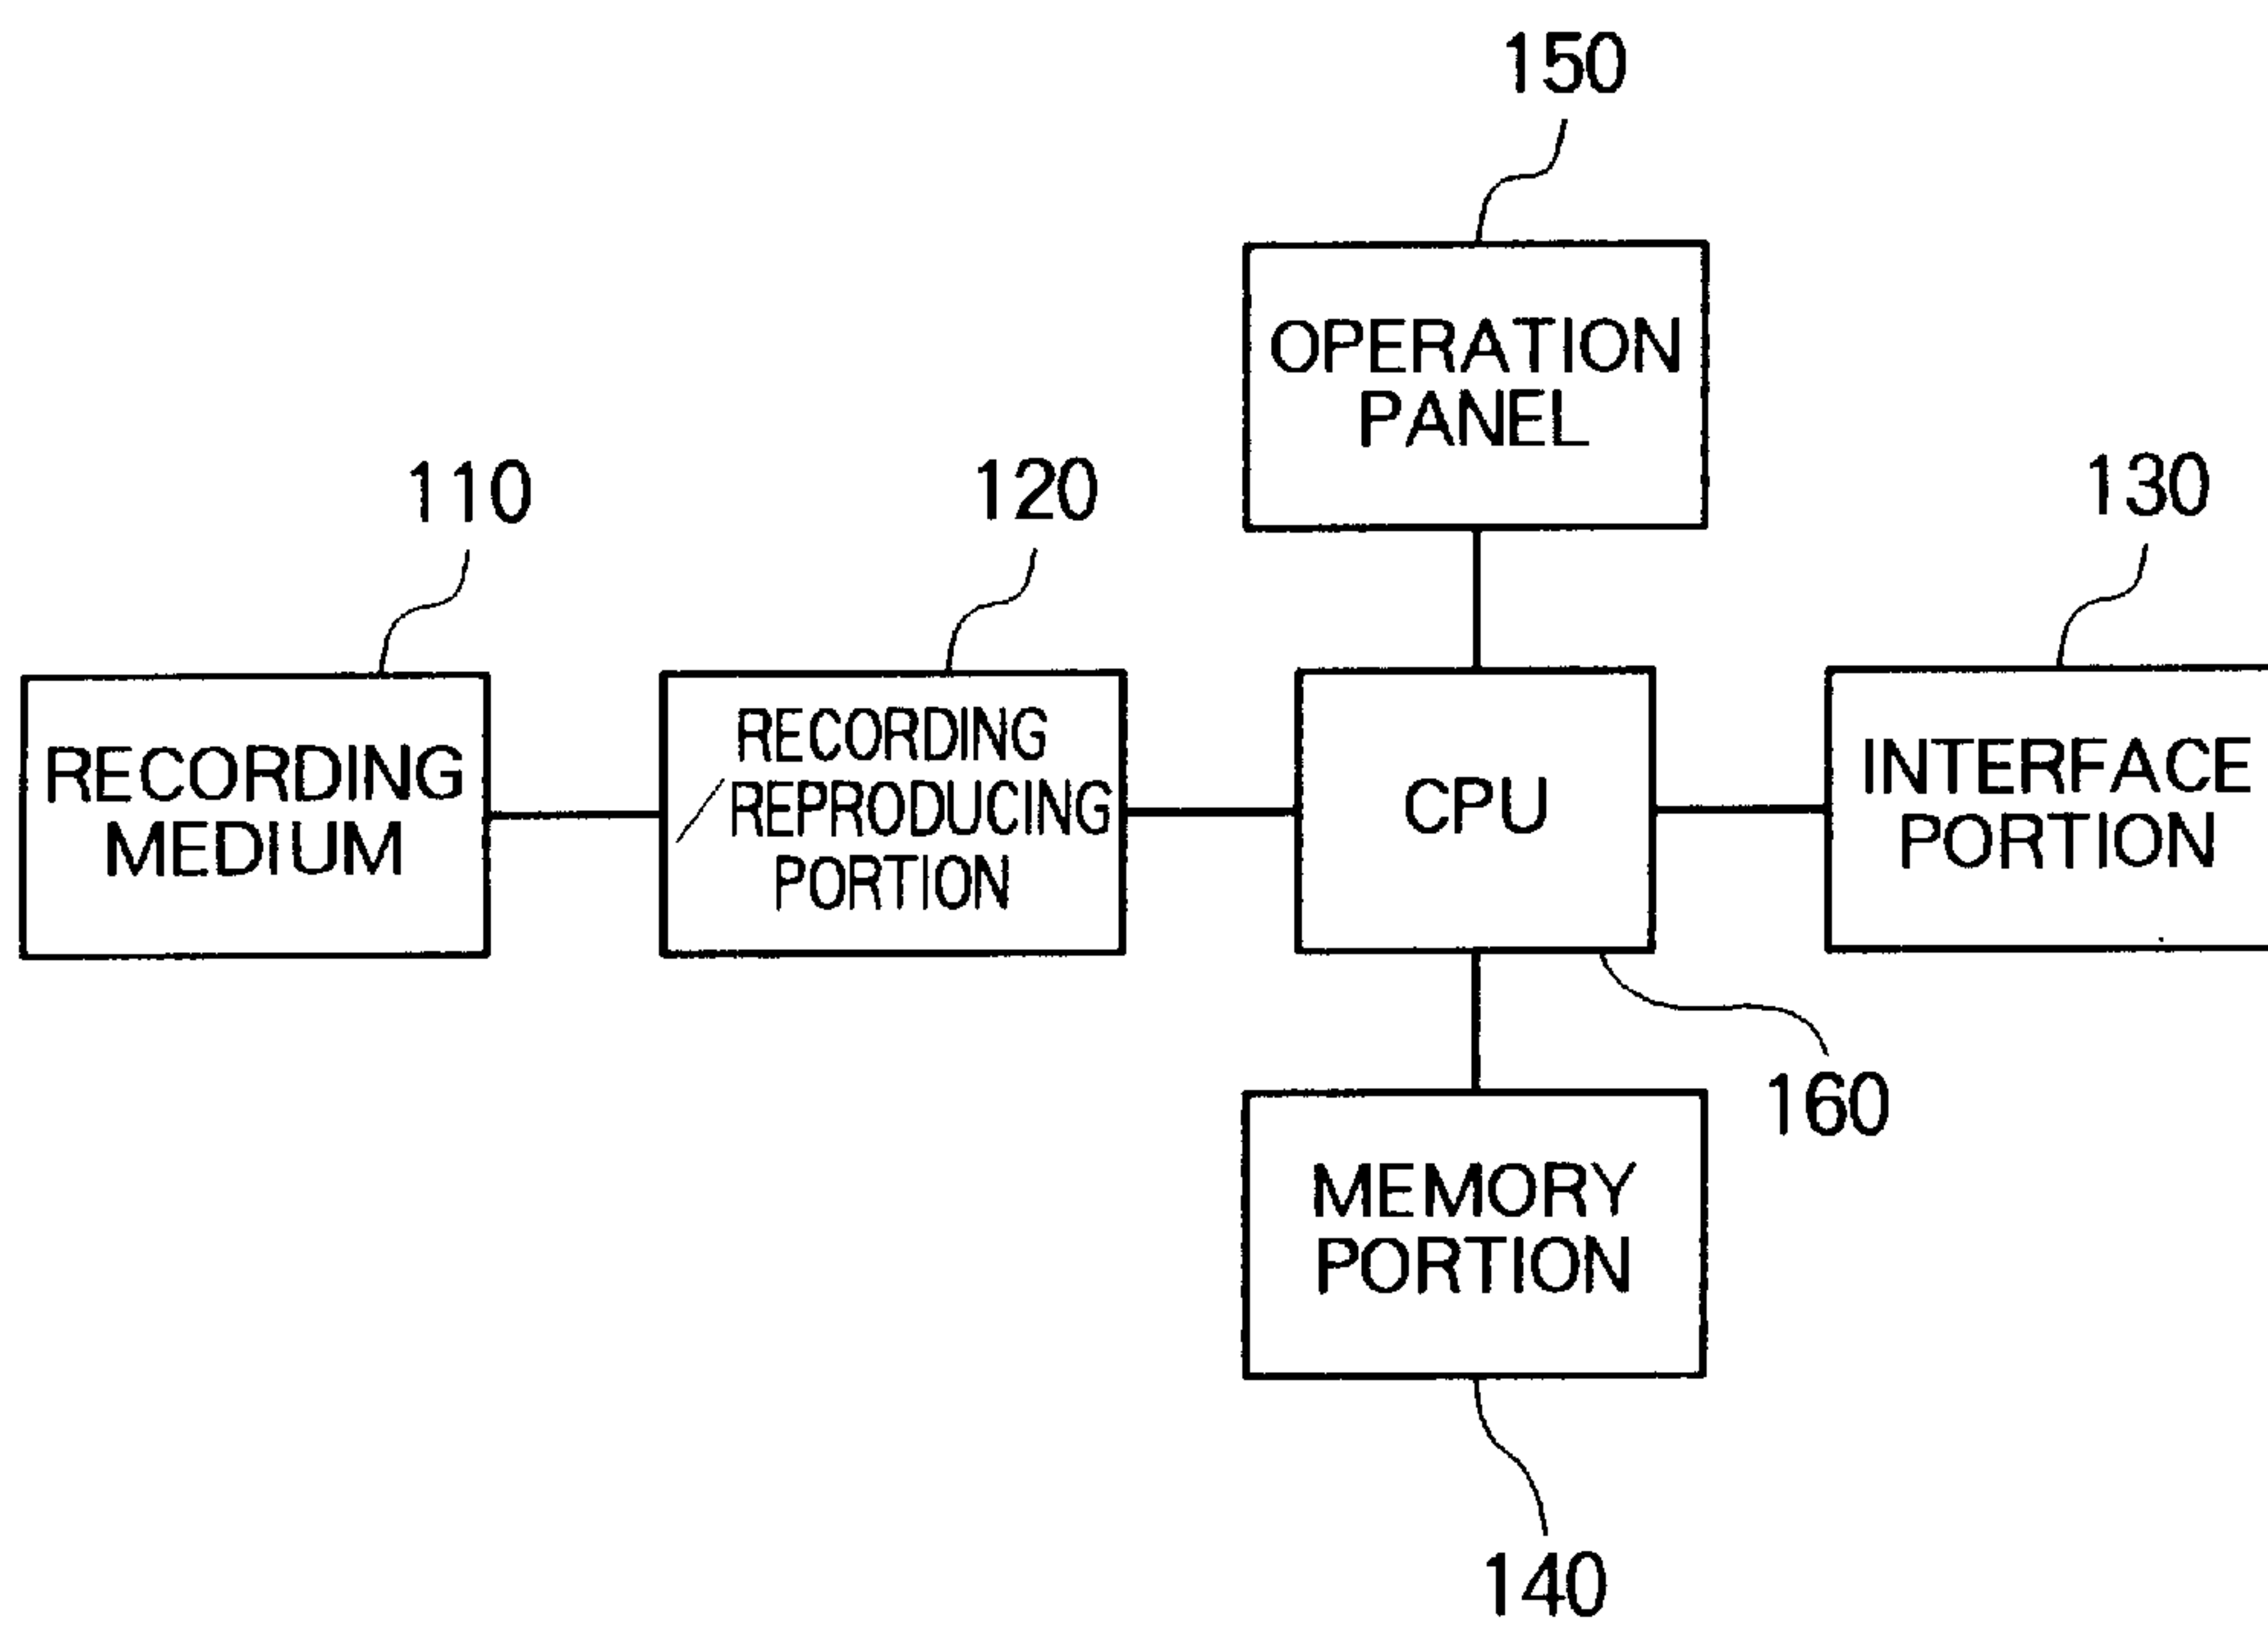 150
OPERATION
PANEL
110
120
130
RECORDING
MEDIUM
RECORDING
/REPRODUCING
PORTION
CPU
INTERFACE
PORTION
160
MEMORY
PORTION
140